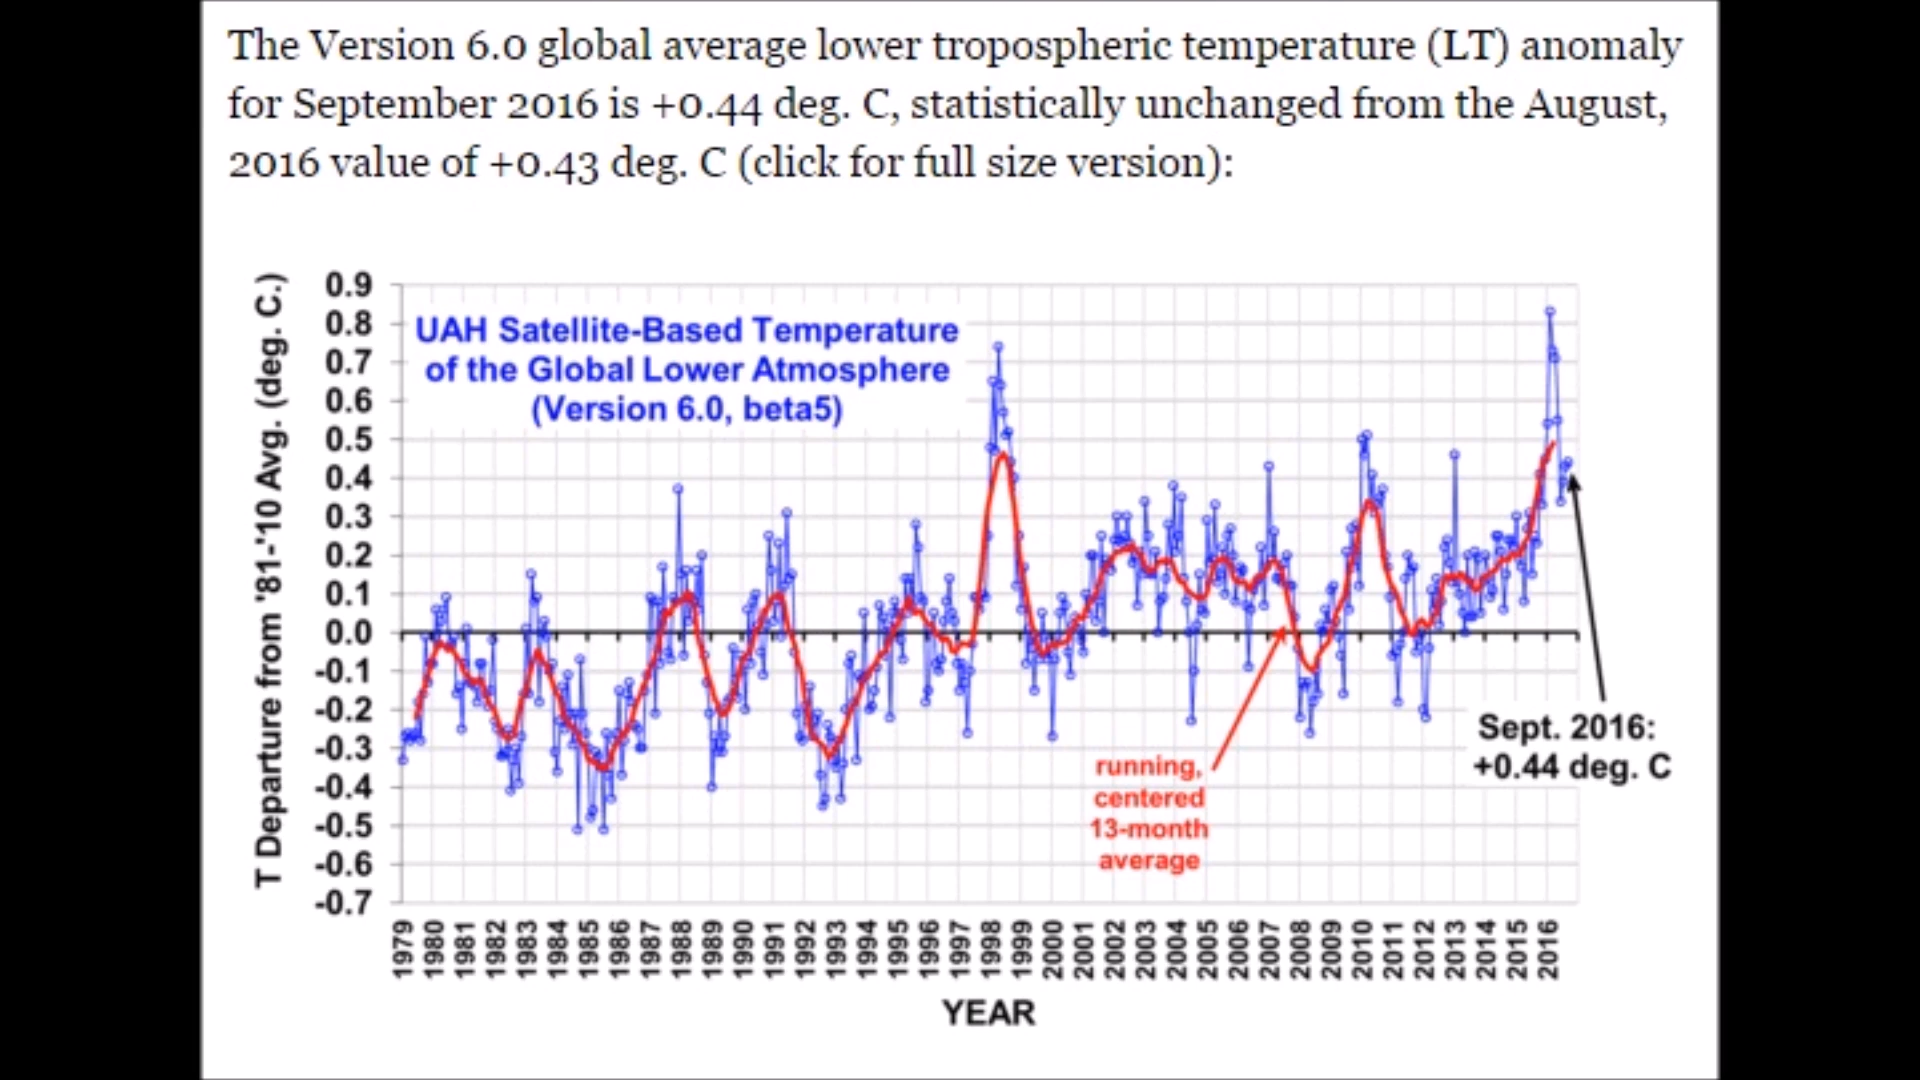 The Version 6.0 global average lower tropospheric temperature (LT) anomaly
for September 2016 is +0.44 deg. C, statistically unchanged from the August,
2016 value of +0.43 deg. C (click for full size version):
T Departure from '81-'10 Avg. (deg. C.)
0.9
0.8
0.7
0.6
0.5
0.4
0.3
0.2
0.1
0.0
-0.1
-0.2
-0.3
-0.4
-0.5
-0.6
-0.7
UAH Satellite-Based Temperature
of the Global Lower Atmosphere
(Version 6.0, beta5)
running,
centered
13-month
average
Sept. 2016:
+0.44 deg. C
1979 1980 1981 1982 1983 1984 1985 1986 1987 1988 1989 1990 1991 1992 1993 1994 1995 1996 1997 1998 1999 2000 2001 2002 2003 2004 2005 2006 2007 2008 2009 2010 2011 2012 2013 2014 2015 2016
YEAR